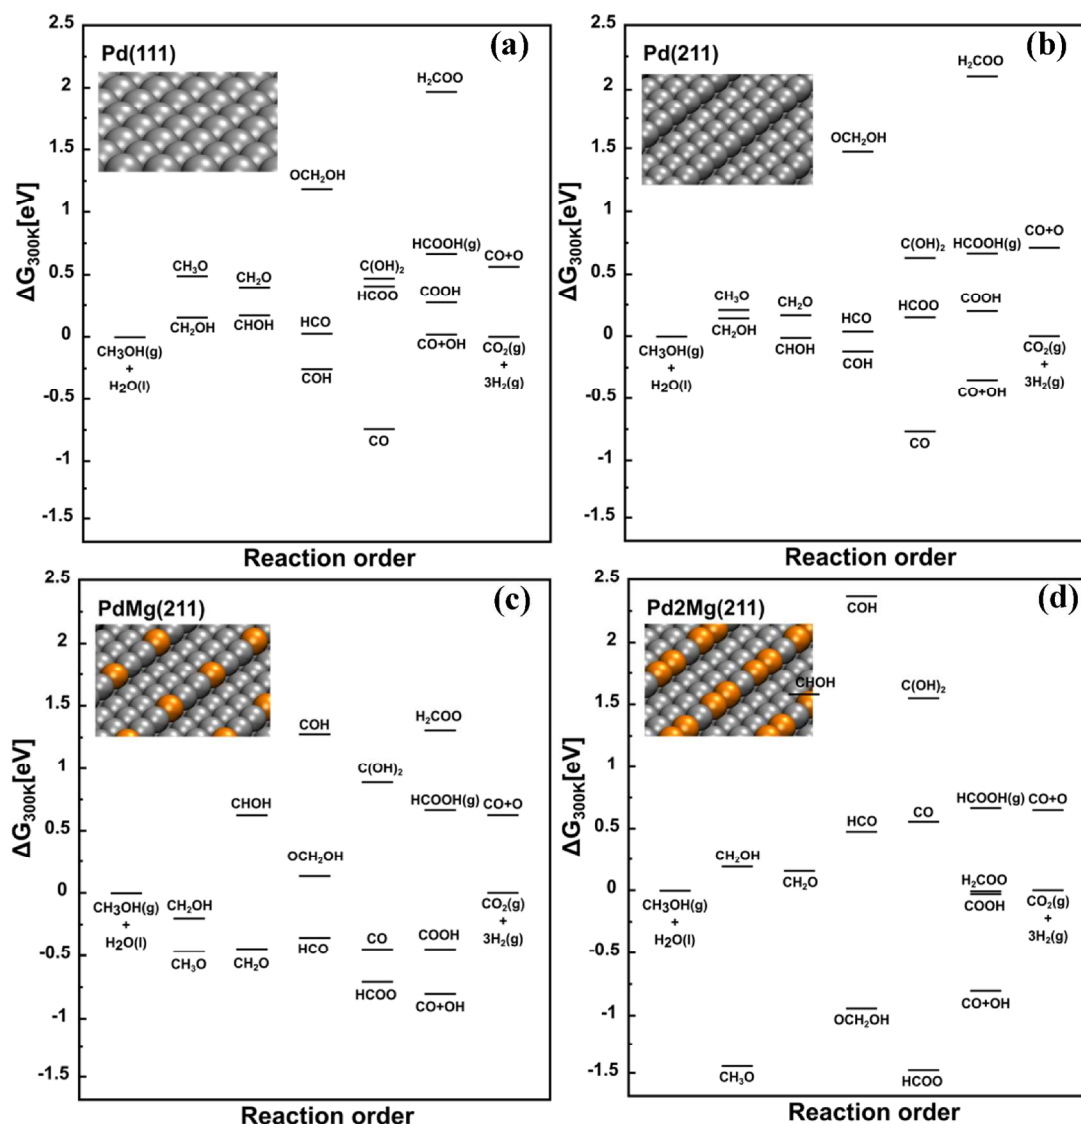 (a)
Pd(111)
2.5
2
1.5
1
0.5
0
-0.5
-1
-1.5
ΔG300K[eV]
H2COO
OCH2OH
HCOOH(g)
CO+O
CH3O
CH2O
C(OH)2
HCOO
COOH
CH2OH
CHOH
HCO
CO+OH
CH3OH(g)
+
H2O(l)
CO2(g)
+
3H2(g)
COH
CO
Reaction order
(b)
Pd(211)
2.5
2
1.5
1
0.5
0
-0.5
-1
-1.5
ΔG300K[eV]
H2COO
OCH2OH
C(OH)2
HCOOH(g)
CO+O
CH3O
CH2O
HCOO
COOH
CH2OH
HCO
CHOH
COH
CH3OH(g)
+
H2O(l)
CO2(g)
+
3H2(g)
CO+OH
CO
Reaction order
(c)
PdMg(211)
2.5
2
1.5
1
0.5
0
-0.5
-1
-1.5
ΔG300K[eV]
COH
H2COO
C(OH)2
CHOH
HCOOH(g)
CO+O
OCH2OH
CH3OH(g)
+
H2O(l)
CH2OH
CO2(g)
+
3H2(g)
CH3O
CH2O
HCO
CO
COOH
HCOO
CO+OH
Reaction order
(d)
Pd2Mg(211)
2.5
2
1.5
1
0.5
0
-0.5
-1
-1.5
ΔG300K[eV]
COH
CHOH
C(OH)2
HCO
CO
HCOOH(g)
CO+O
CH2OH
CH2O
H2COO
COOH
CH3OH(g)
+
H2O(l)
CO2(g)
+
3H2(g)
OCH2OH
CO+OH
CH3O
HCOO
Reaction order